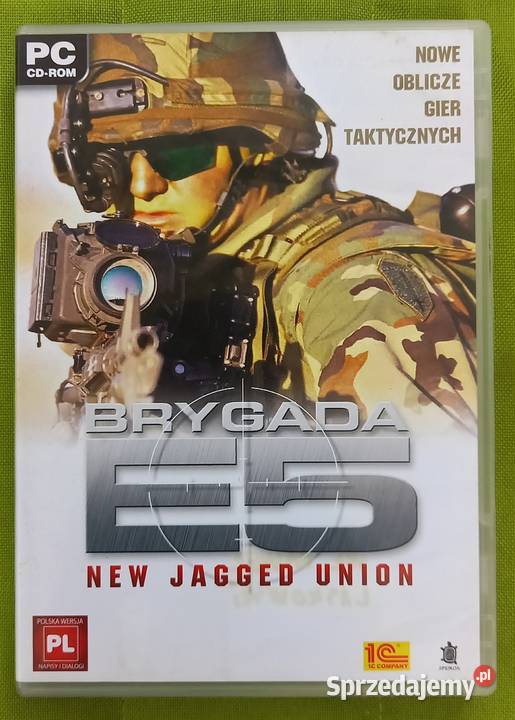 PC
CD-ROM
NOWE
OBLICZE
GIER
TAKTYCZNYCH
BRYGADA
E5
NEW JAGGED UNION
POLSKA WERSJA
PL
NAPISY I DIALOGI
1C
1C COMPANY
APEIRON
Sprzedajemy.pl